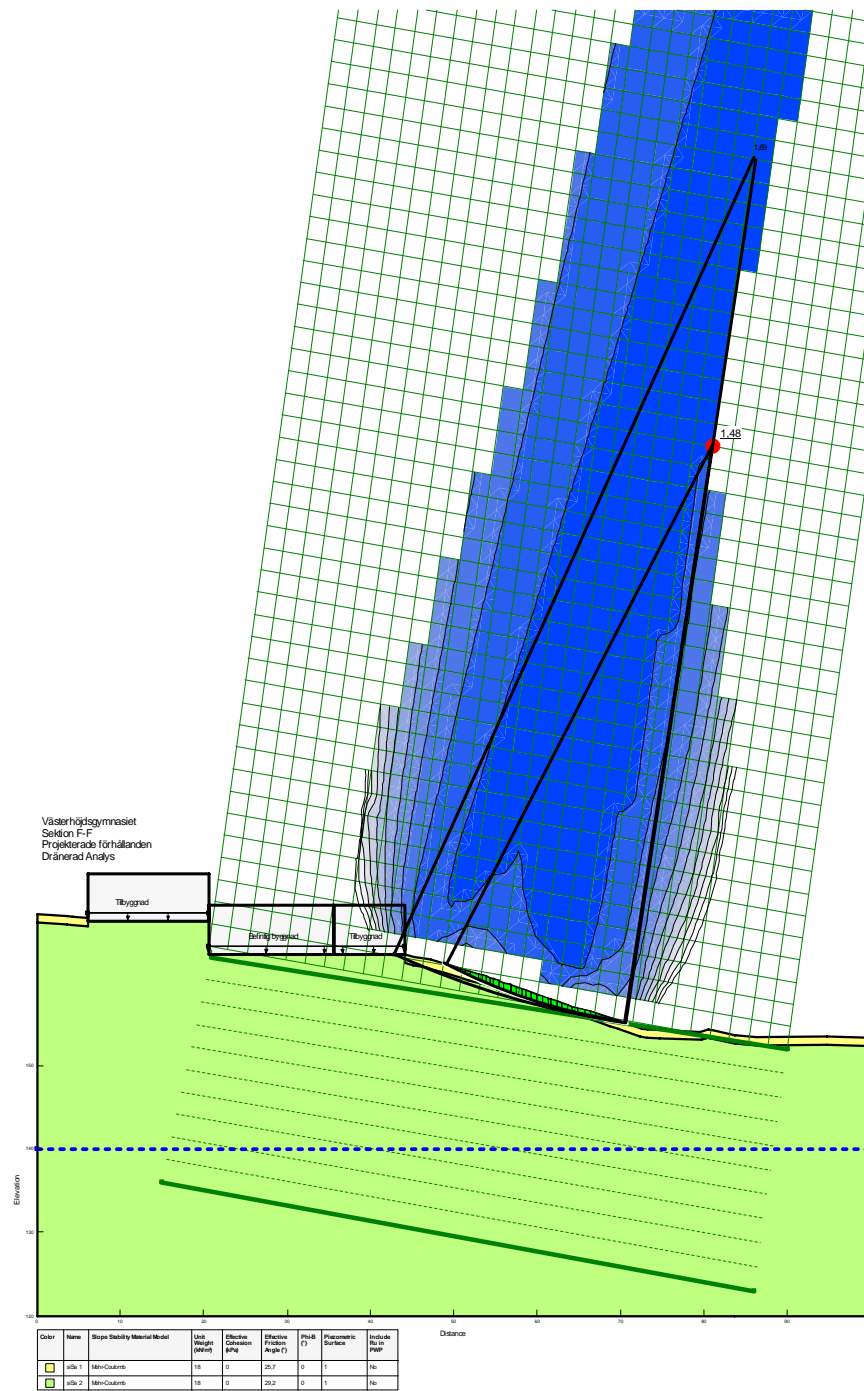 1,69
1,48
Västerhöjdsgymnasiet
Sektion F-F
Projekterade förhållanden
Dränerad Analys
Tillbyggnad
Befintlig byggnad
Tillbyggnad
150
140
130
120
Elevation
0 10 20 30 40 50 60 70 80 90
Distance
Color Name Slope Stability Material Model Unit Weight (kN/m³) Effective Cohesion (kPa) Effective Friction Angle (°) Phi-B (°) Piezometric Surface Include Ru in PWP
siSa 1 Mohr-Coulomb 18 0 25,7 0 1 No
siSa 2 Mohr-Coulomb 18 0 29,2 0 1 No